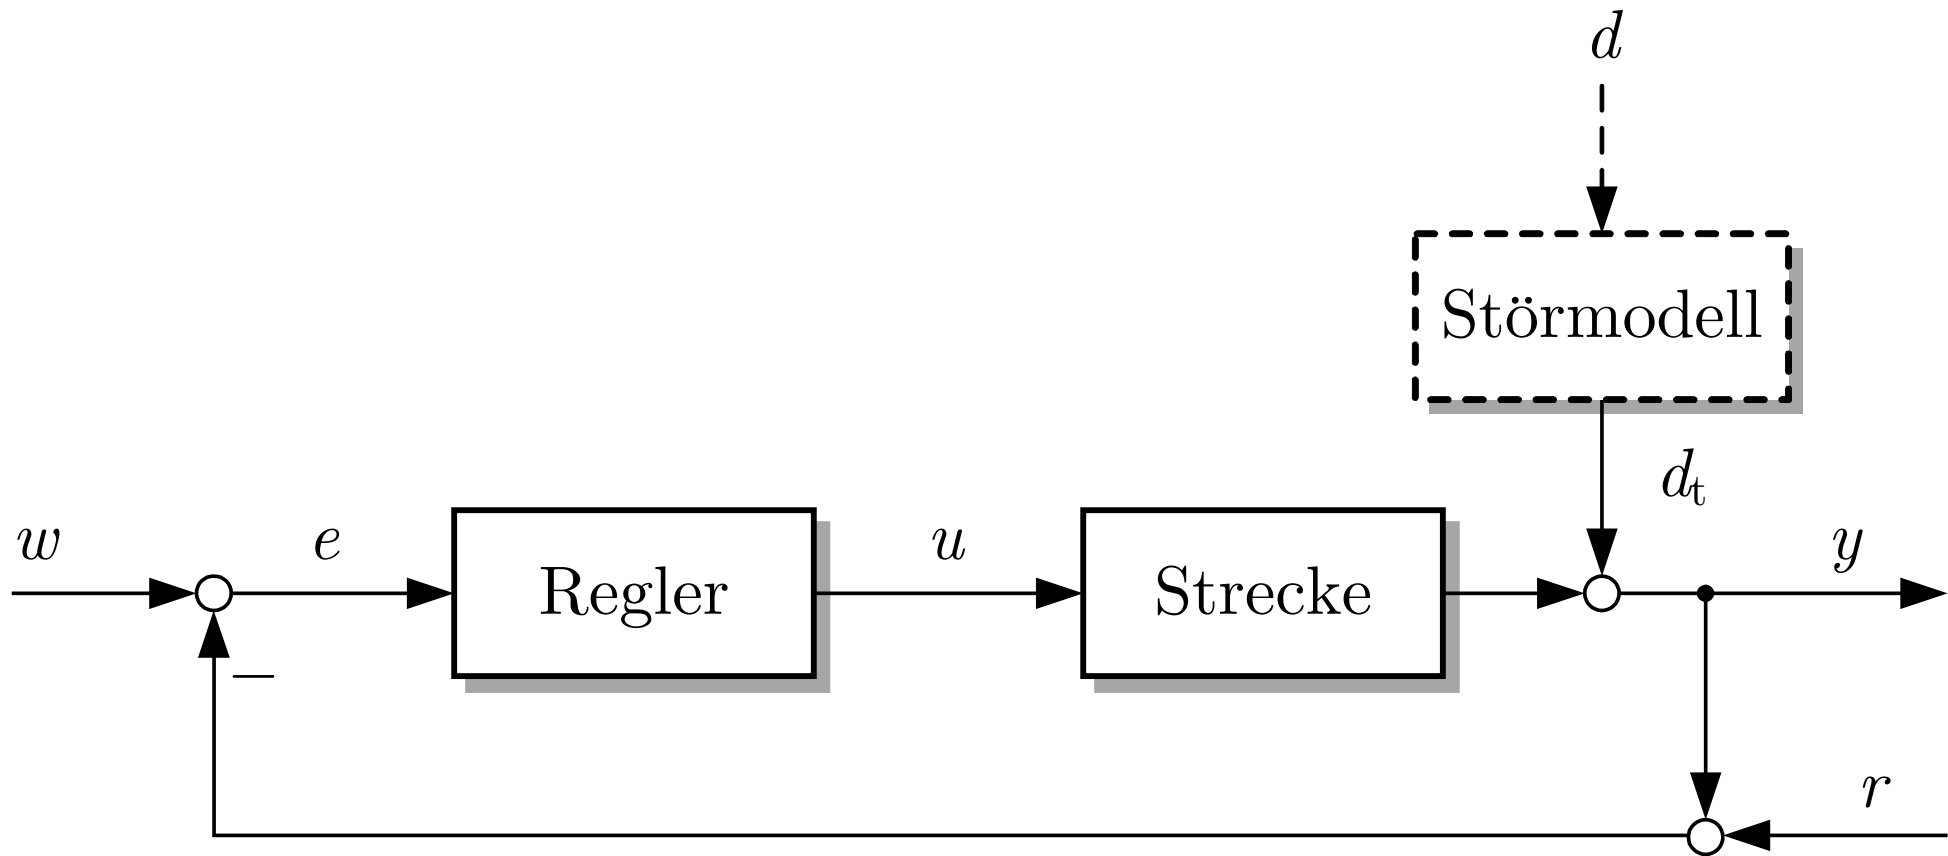 d
Störmodell
d_t
w
e
Regler
u
Strecke
y
−
r